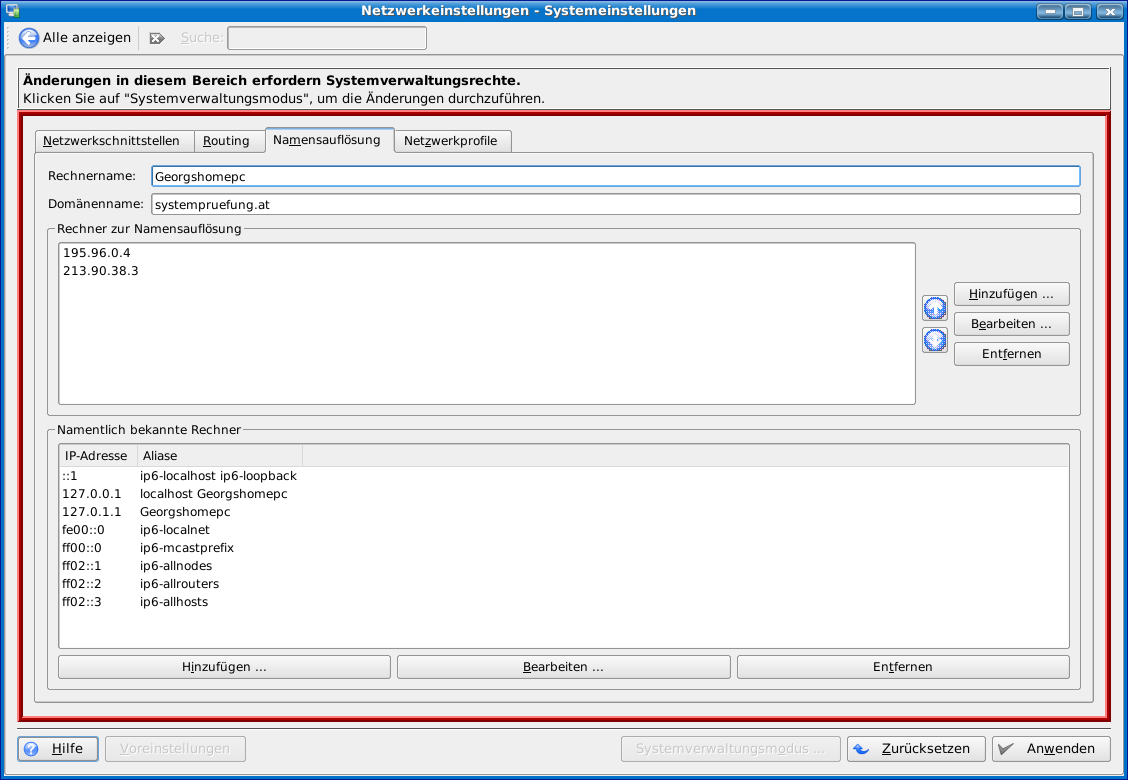 Netzwerkeinstellungen - Systemeinstellungen
Alle anzeigen Suche:
Änderungen in diesem Bereich erfordern Systemverwaltungsrechte.
Klicken Sie auf "Systemverwaltungsmodus", um die Änderungen durchzuführen.
Netzwerkschnittstellen Routing Namensauflösung Netzwerkprofile
Rechnername: Georgshomepc
Domänenname: systempruefung.at
Rechner zur Namensauflösung
195.96.0.4
213.90.38.3
Hinzufügen ...
Bearbeiten ...
Entfernen
Namentlich bekannte Rechner
IP-Adresse Aliase
::1 ip6-localhost ip6-loopback
127.0.0.1 localhost Georgshomepc
127.0.1.1 Georgshomepc
fe00::0 ip6-localnet
ff00::0 ip6-mcastprefix
ff02::1 ip6-allnodes
ff02::2 ip6-allrouters
ff02::3 ip6-allhosts
Hinzufügen ... Bearbeiten ... Entfernen
Hilfe Voreinstellungen Systemverwaltungsmodus ... Zurücksetzen Anwenden